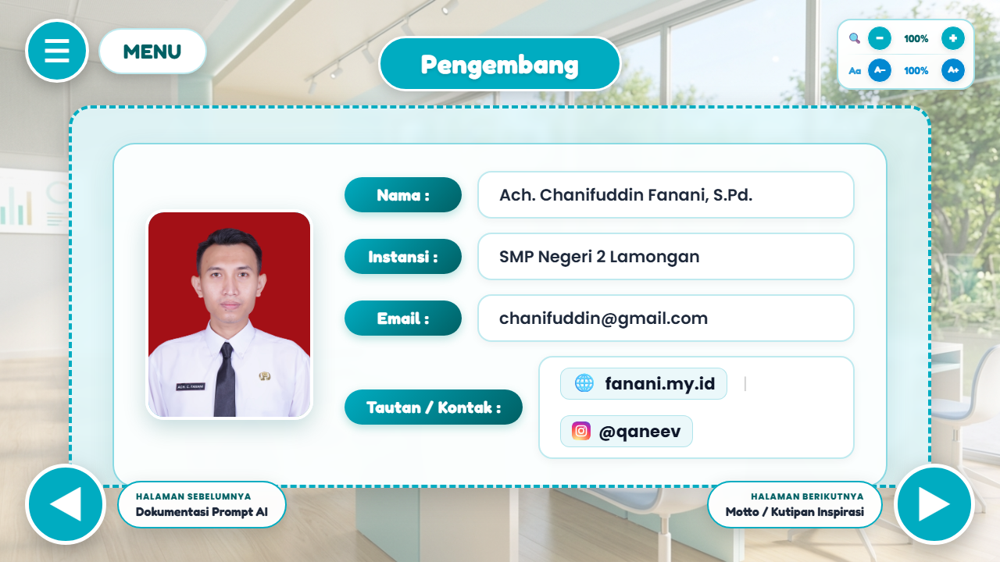 MENU
Pengembang
100%
Aa
A-
100%
A+
Nama :
Ach. Chanifuddin Fanani, S.Pd.
Instansi :
SMP Negeri 2 Lamongan
Email :
chanifuddin@gmail.com
Tautan / Kontak :
fanani.my.id |
@qaneev
ACH. C. FANANI
HALAMAN SEBELUMNYA
Dokumentasi Prompt AI
HALAMAN BERIKUTNYA
Motto / Kutipan Inspirasi